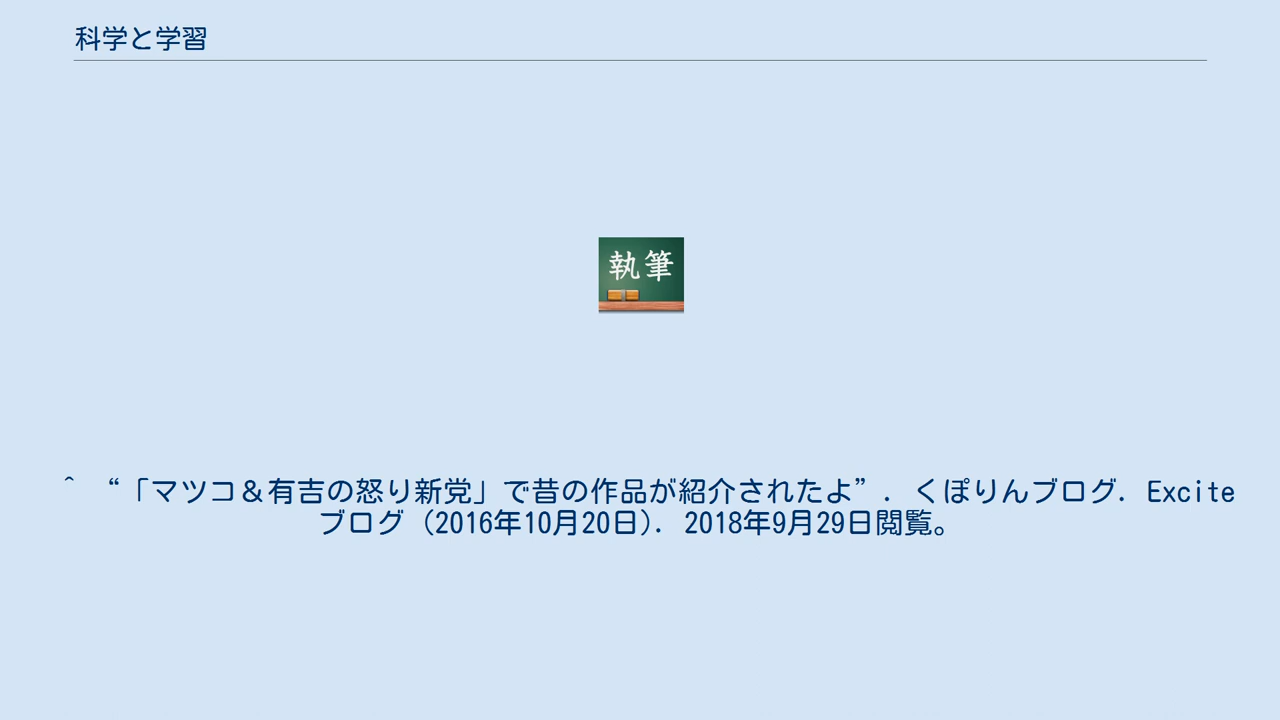 科学と学習
執筆
^ “「マツコ＆有吉の怒り新党」で昔の作品が紹介されたよ”. くぽりんブログ. Excite
ブログ (2016年10月20日). 2018年9月29日閲覧。